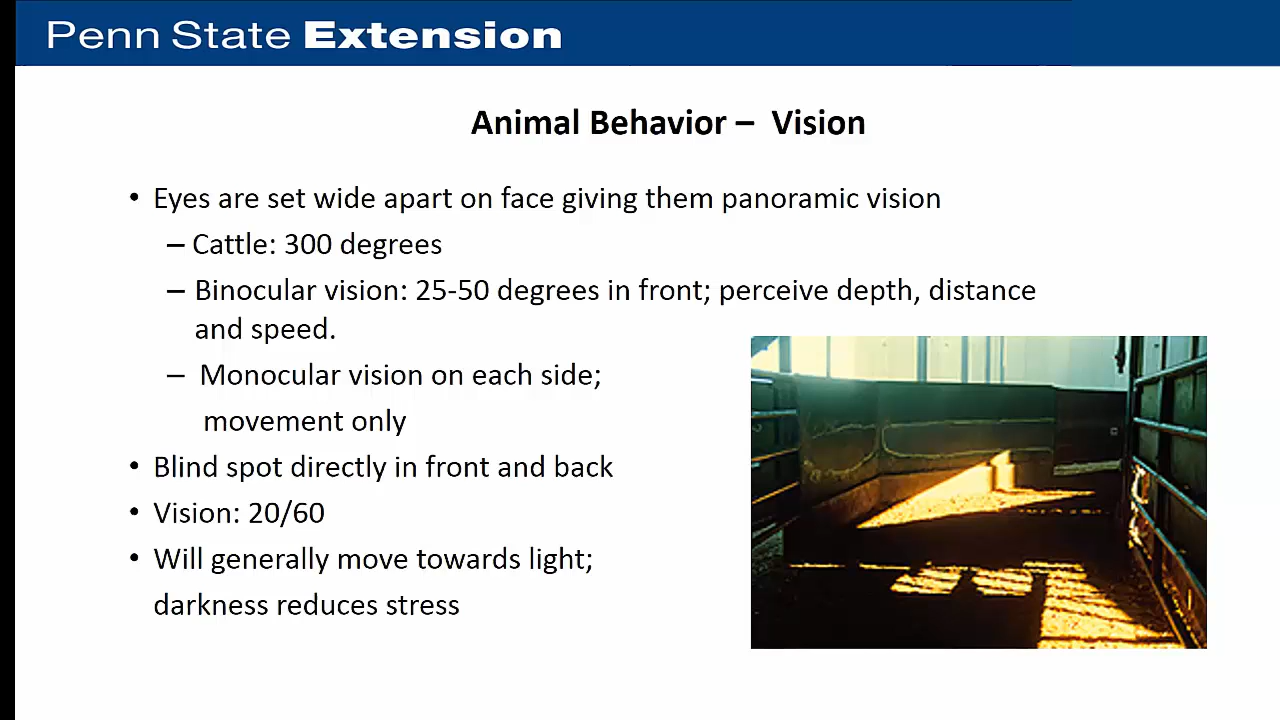 Penn State Extension
Animal Behavior – Vision
• Eyes are set wide apart on face giving them panoramic vision
– Cattle: 300 degrees
– Binocular vision: 25-50 degrees in front; perceive depth, distance
and speed.
– Monocular vision on each side;
movement only
• Blind spot directly in front and back
• Vision: 20/60
• Will generally move towards light;
darkness reduces stress